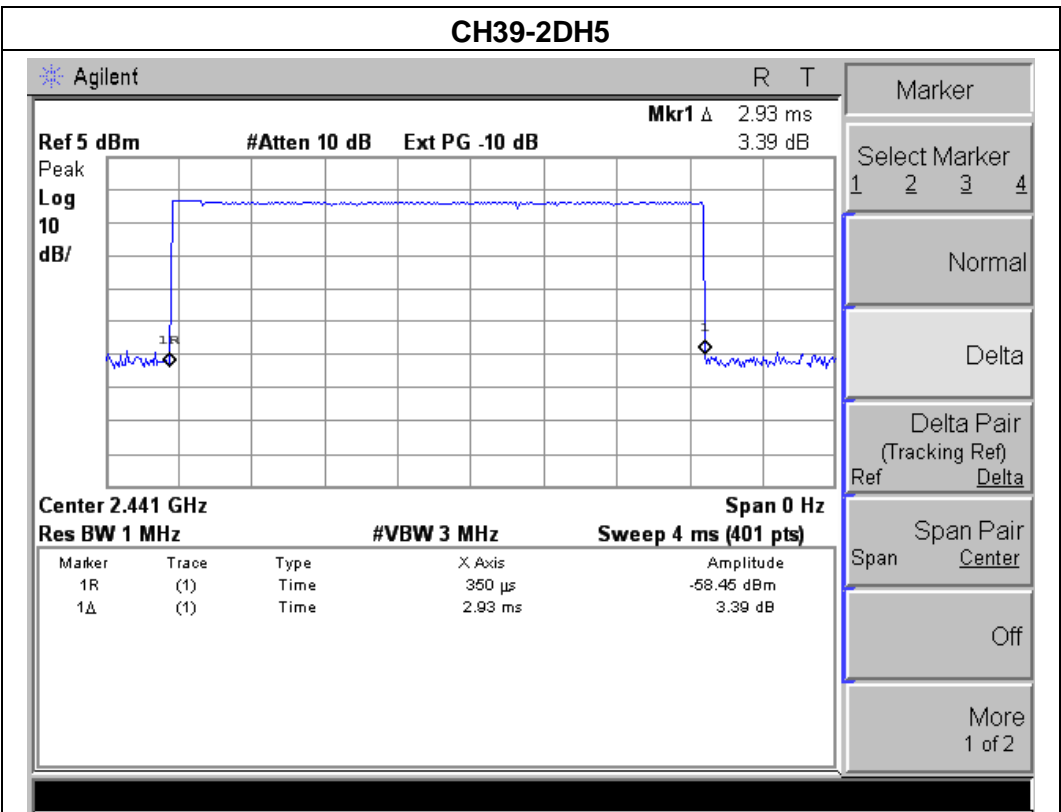 CH39-2DH5
Agilent R T
Mkr1 Δ 2.93 ms
Ref 5 dBm #Atten 10 dB Ext PG -10 dB 3.39 dB
Peak
Log
10
dB/
1R
1
Center 2.441 GHz Span 0 Hz
Res BW 1 MHz #VBW 3 MHz Sweep 4 ms (401 pts)
Marker Trace Type X Axis Amplitude
1R (1) Time 350 µs -58.45 dBm
1Δ (1) Time 2.93 ms 3.39 dB
Marker
Select Marker
1 2 3 4
Normal
Delta
Delta Pair
(Tracking Ref)
Ref Delta
Span Pair
Span Center
Off
More
1 of 2